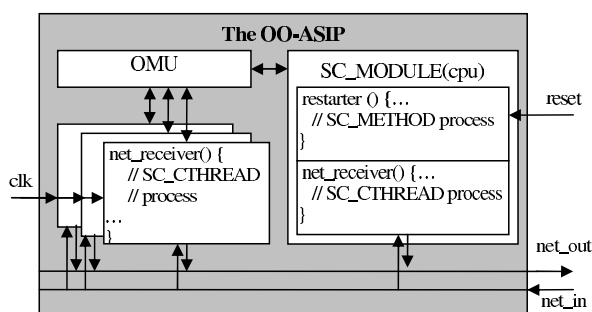 The OO-ASIP
OMU
SC_MODULE(cpu)
restarter () {…
// SC_METHOD process
}
net_receiver() {…
// SC_CTHREAD process
}
net_receiver() {
// SC_CTHREAD
// process
…
}
clk
reset
net_out
net_in